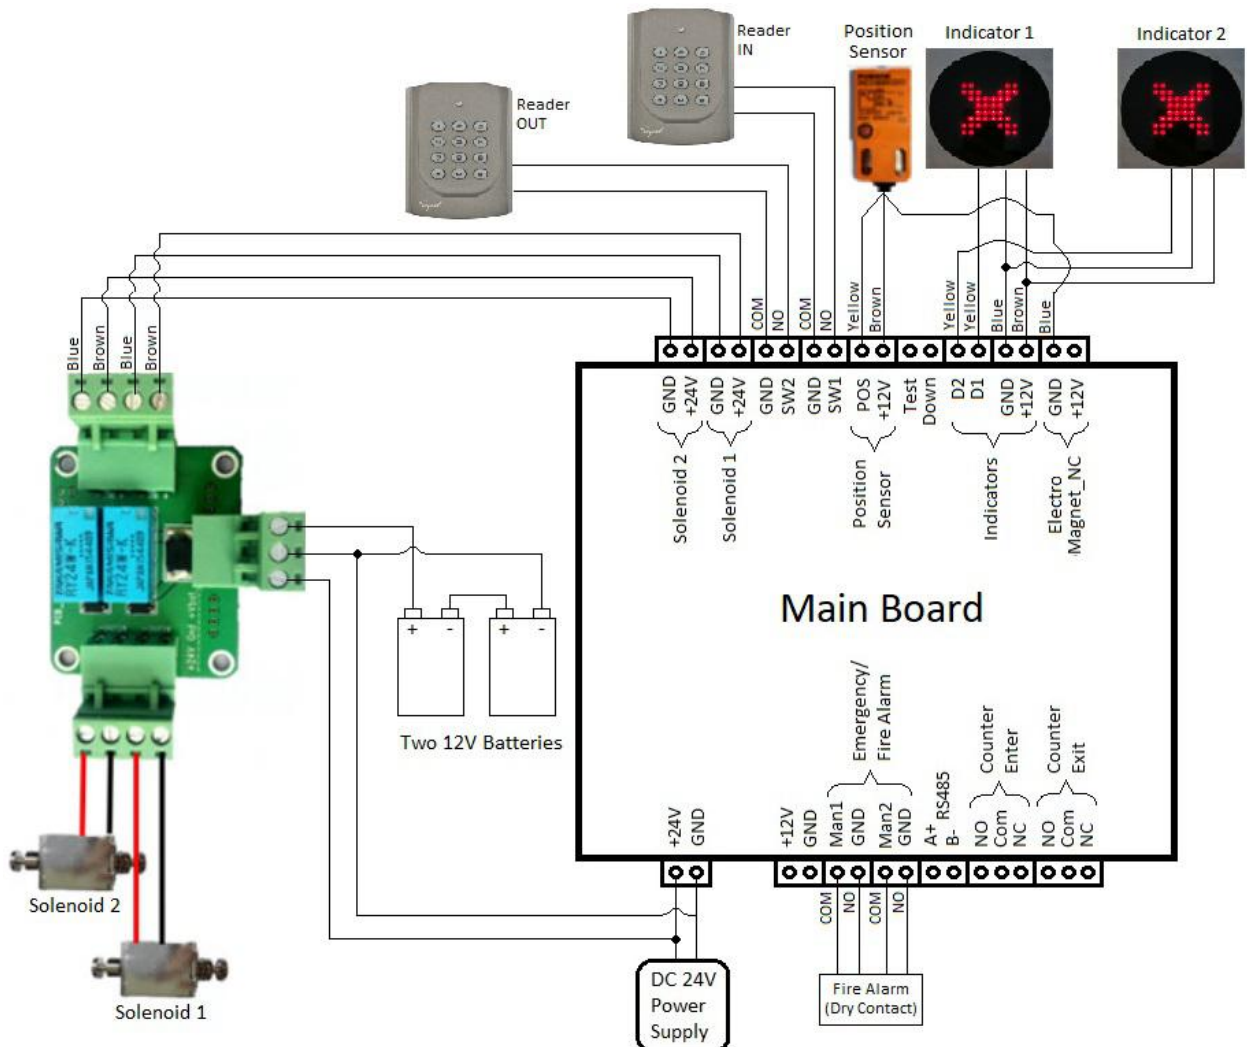 Reader
IN
Position
Sensor
Indicator 1
Indicator 2
Reader
OUT
Blue
Brown
Blue
Brown
COM
NO
COM
NO
Yellow
Brown
Yellow
Yellow
Blue
Brown
Blue
GND
+24V
GND
+24V
GND
SW2
GND
SW1
POS
+12V
Test
Down
D2
D1
GND
+12V
GND
+12V
Solenoid 2
Solenoid 1
Position
Sensor
Indicators
Electro
Magnet_NC
RY24W-K
RY24W-K
+24V Gnd +Vbat
Main Board
+ -
+ -
Two 12V Batteries
Emergency/
Fire Alarm
Counter
Enter
Counter
Exit
+24V
GND
+12V
GND
Man1
GND
Man2
GND
A+
B-
RS485
NO
Com
NC
NO
Com
NC
COM
NO
COM
NO
Solenoid 2
Solenoid 1
DC 24V
Power
Supply
Fire Alarm
(Dry Contact)